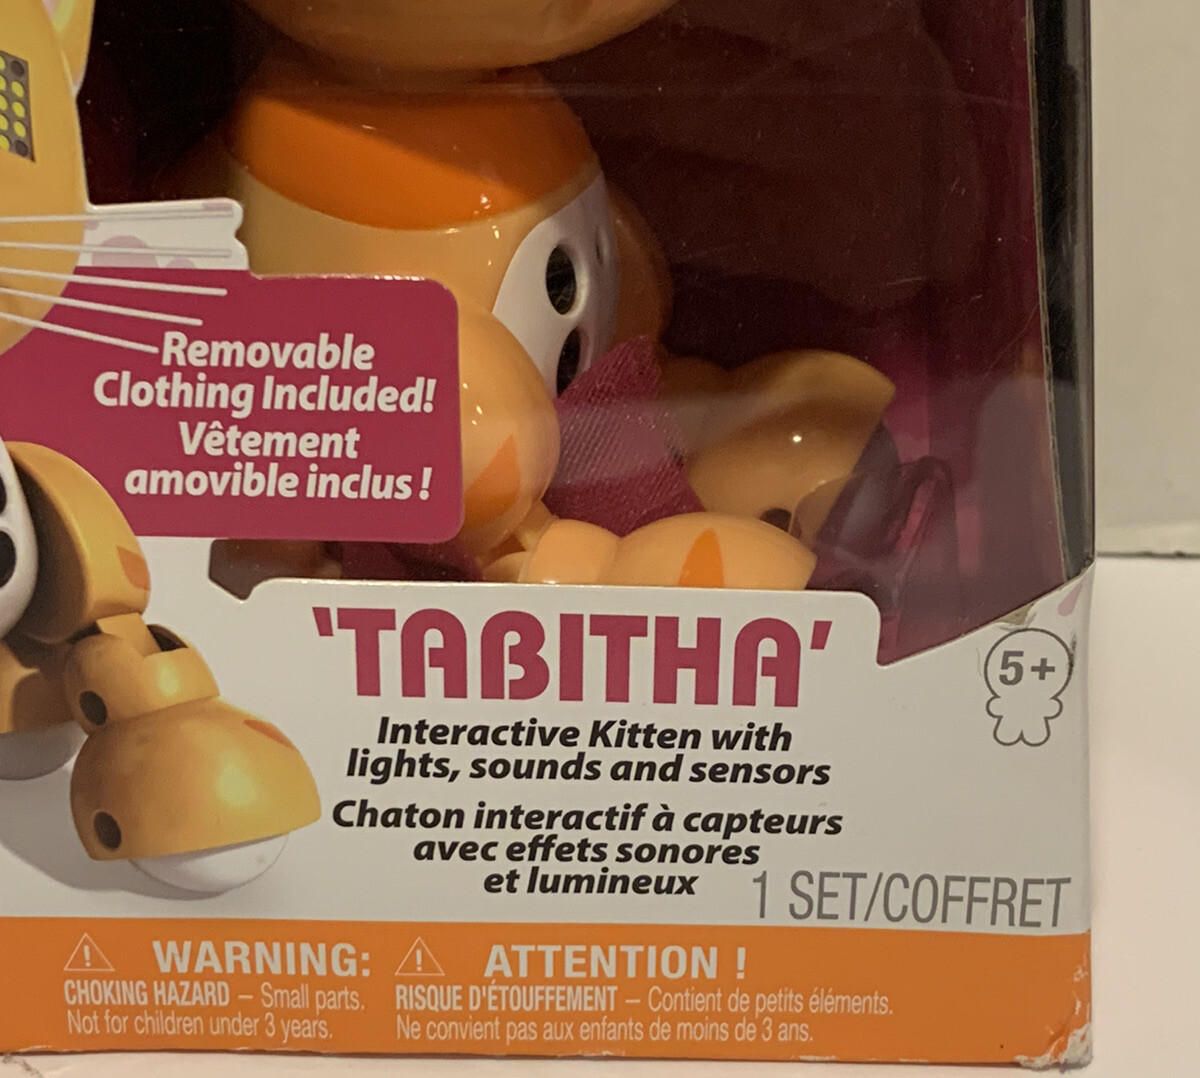 Removable
Clothing Included!
Vêtement
amovible inclus !
'TABITHA'
5+
Interactive Kitten with
lights, sounds and sensors
Chaton interactif à capteurs
avec effets sonores
et lumineux
1 SET/COFFRET
WARNING:
CHOKING HAZARD – Small parts.
Not for children under 3 years.
ATTENTION !
RISQUE D'ÉTOUFFEMENT – Contient de petits éléments.
Ne convient pas aux enfants de moins de 3 ans.